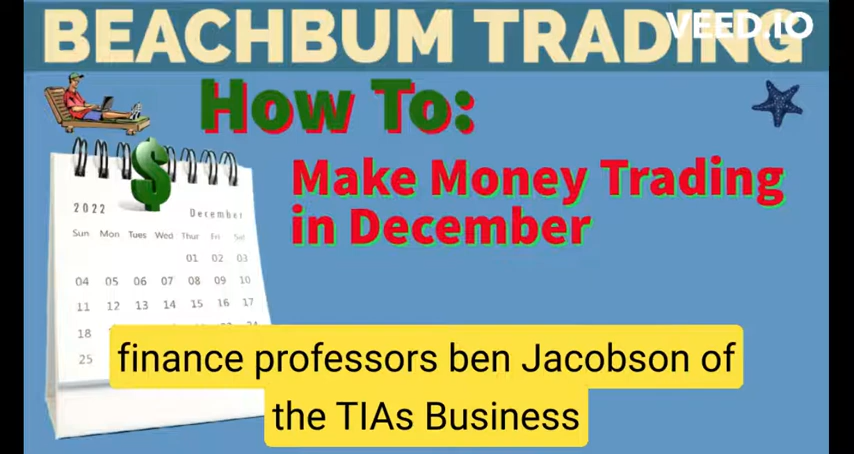 BEACHBUM TRADING
VEED.IO
How To:
Make Money Trading
in December
2022 December
Sun Mon Tues Wed Thur Fri Sat
01 02 03
04 05 06 07 08 09 10
11 12 13 14 15 16 17
18
25
finance professors ben Jacobson of
the TIAs Business